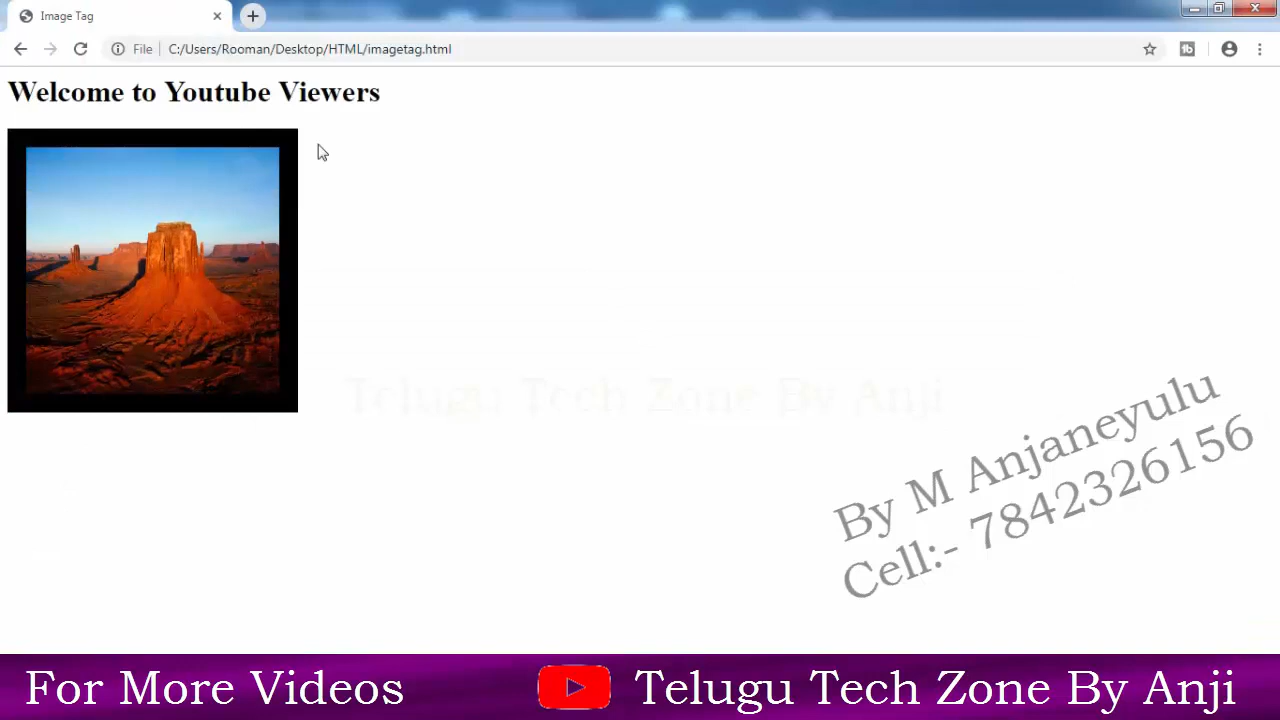 Image Tag
File
C:/Users/Rooman/Desktop/HTML/imagetag.html
Welcome to Youtube Viewers
Telugu Tech Zone By Anji
By M Anjaneyulu
Cell:- 7842326156
For More Videos
Telugu Tech Zone By Anji